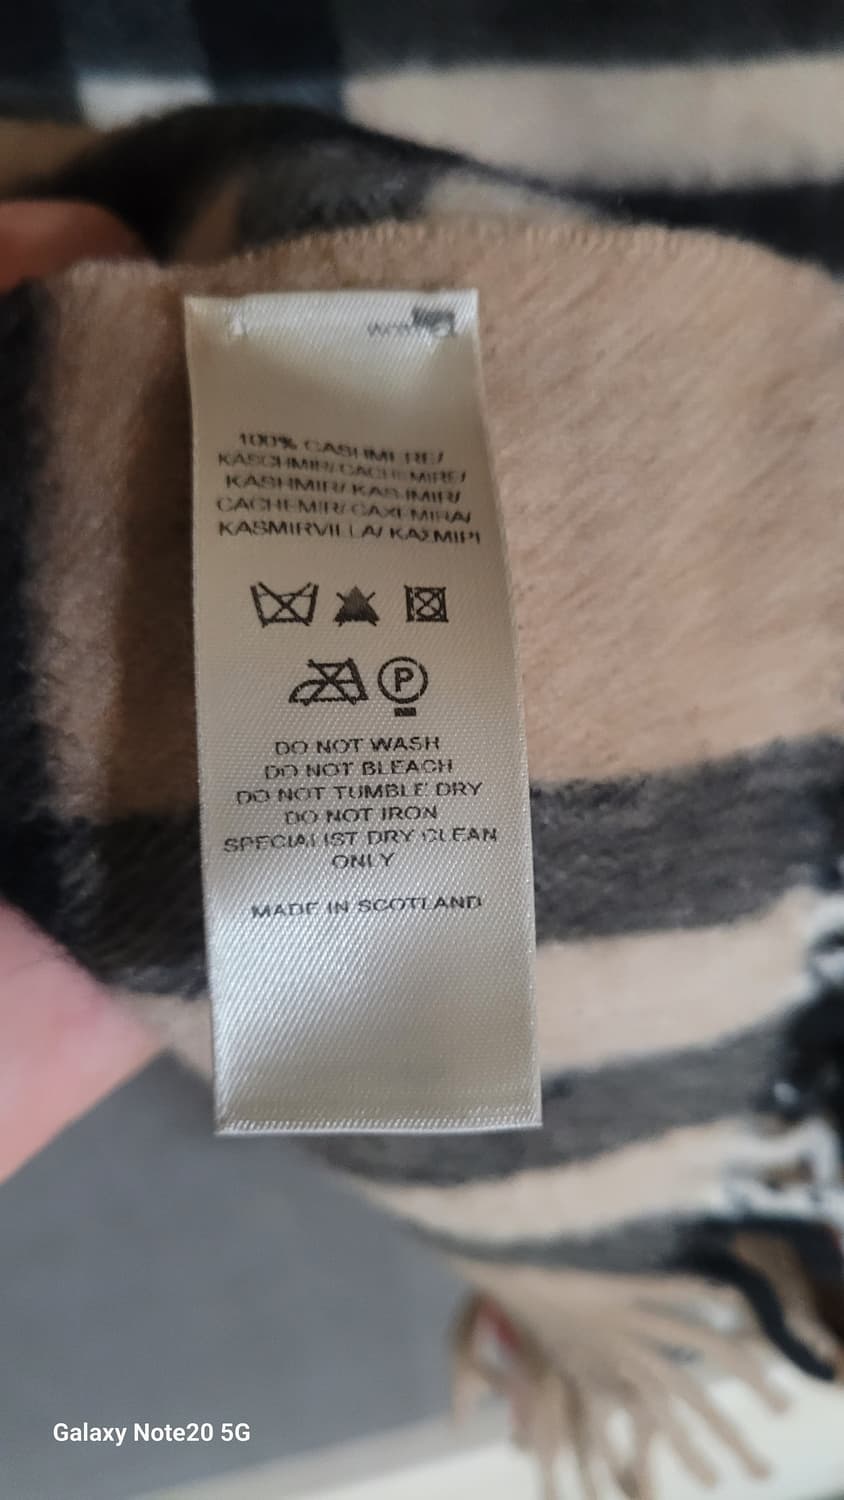 100% CASHMERE/
KASCHMIR/ CACHEMIRE/
KASHMIR/ KASJMIR/
CACHEMIR/ CAXEMIRA/
KASMIRVILLA/ ΚΑΣΜΙΡΙ
P
DO NOT WASH
DO NOT BLEACH
DO NOT TUMBLE DRY
DO NOT IRON
SPECIALIST DRY CLEAN
ONLY
MADE IN SCOTLAND
Galaxy Note20 5G